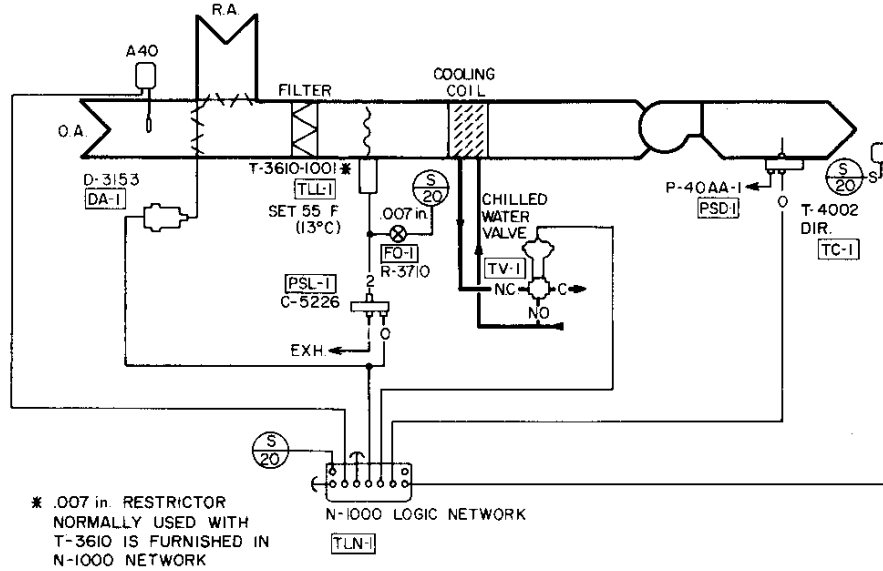 R.A.
A40
FILTER
COOLING
COIL
O.A.
D-3153
DA-1
T-3610-1001*
TLL-1
SET 55 F
(13°C)
S
20
.007 in.
FO-1
R-3710
CHILLED
WATER
VALVE
TV-1
N.C
C
NO
P-40AA-1
PSD-1
O
S
20
S
T-4002
DIR.
TC-1
2
PSL-1
C-5226
O
EXH.
S
20
N-1000 LOGIC NETWORK
TLN-1
* .007 in. RESTRICTOR
NORMALLY USED WITH
T-3610 IS FURNISHED IN
N-1000 NETWORK